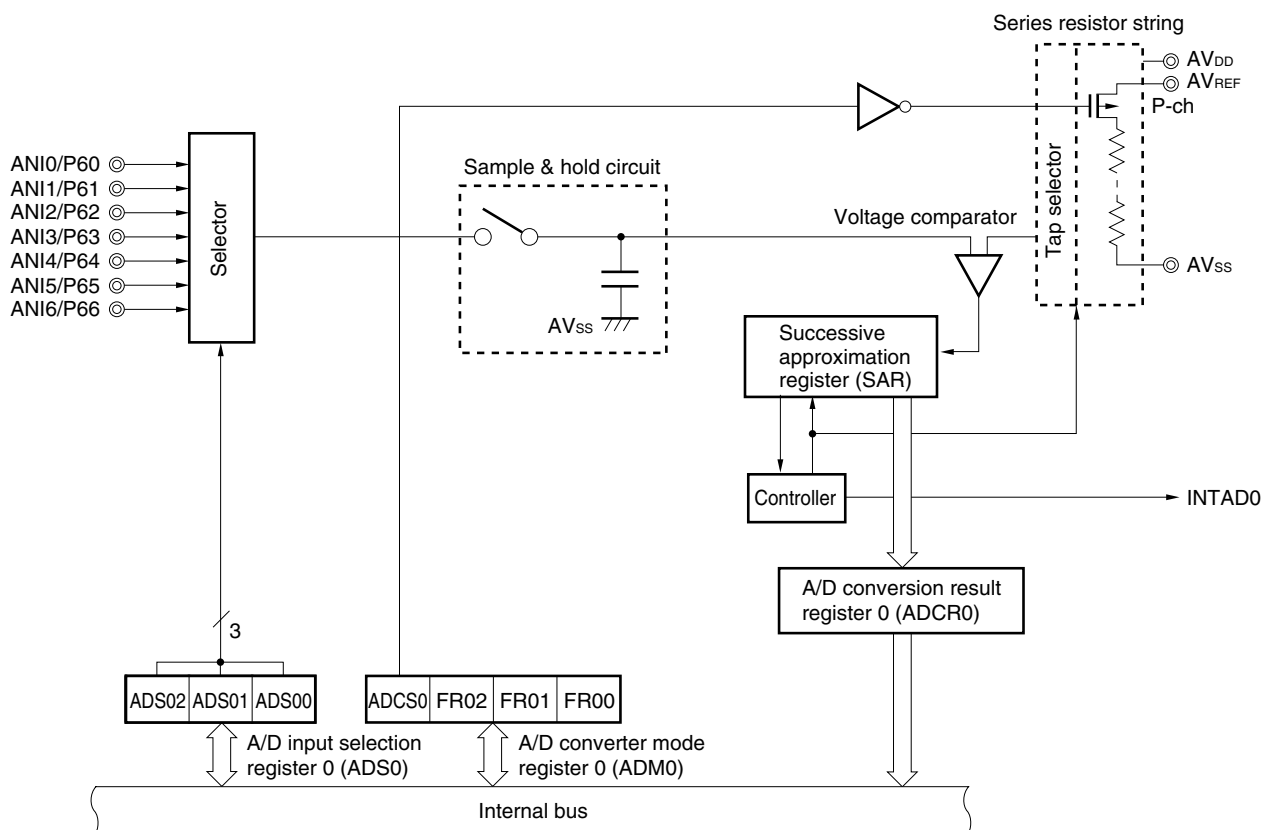 Series resistor string
AVDD
AVREF
P-ch
Tap selector
AVSS
ANI0/P60
ANI1/P61
ANI2/P62
ANI3/P63
ANI4/P64
ANI5/P65
ANI6/P66
Selector
Sample & hold circuit
AVSS
Voltage comparator
Successive
approximation
register (SAR)
Controller
INTAD0
A/D conversion result
register 0 (ADCR0)
3
ADS02 ADS01 ADS00
ADCS0 FR02 FR01 FR00
A/D input selection
register 0 (ADS0)
A/D converter mode
register 0 (ADM0)
Internal bus